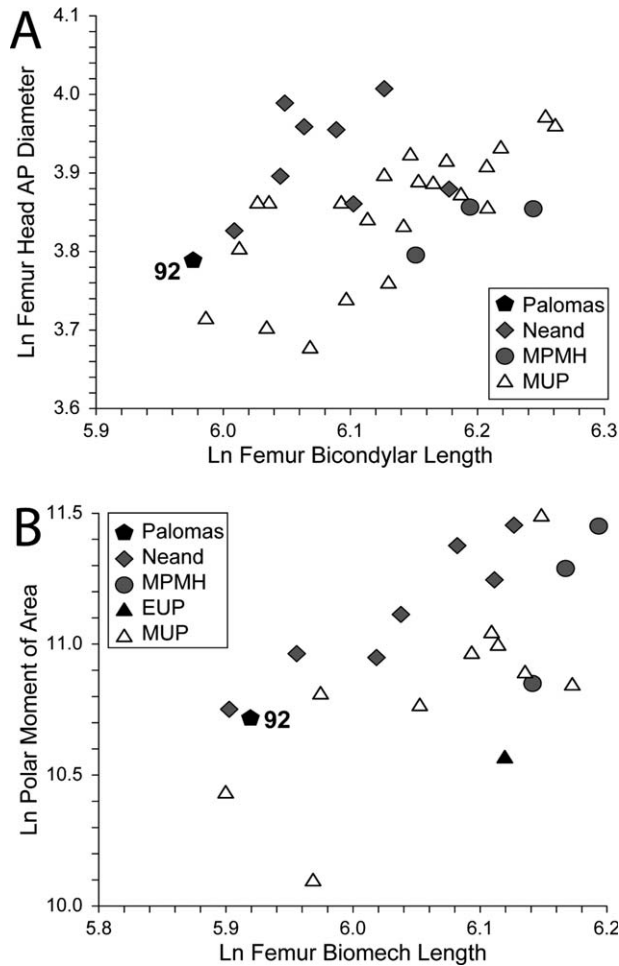 A
Ln Femur Head AP Diameter
4.1
4.0
3.9
3.8
3.7
3.6
92
Palomas
Neand
MPMH
MUP
5.9 6.0 6.1 6.2 6.3
Ln Femur Bicondylar Length
B
Ln Polar Moment of Area
11.5
11.0
10.5
10.0
Palomas
Neand
MPMH
EUP
MUP
92
5.8 5.9 6.0 6.1 6.2
Ln Femur Biomech Length